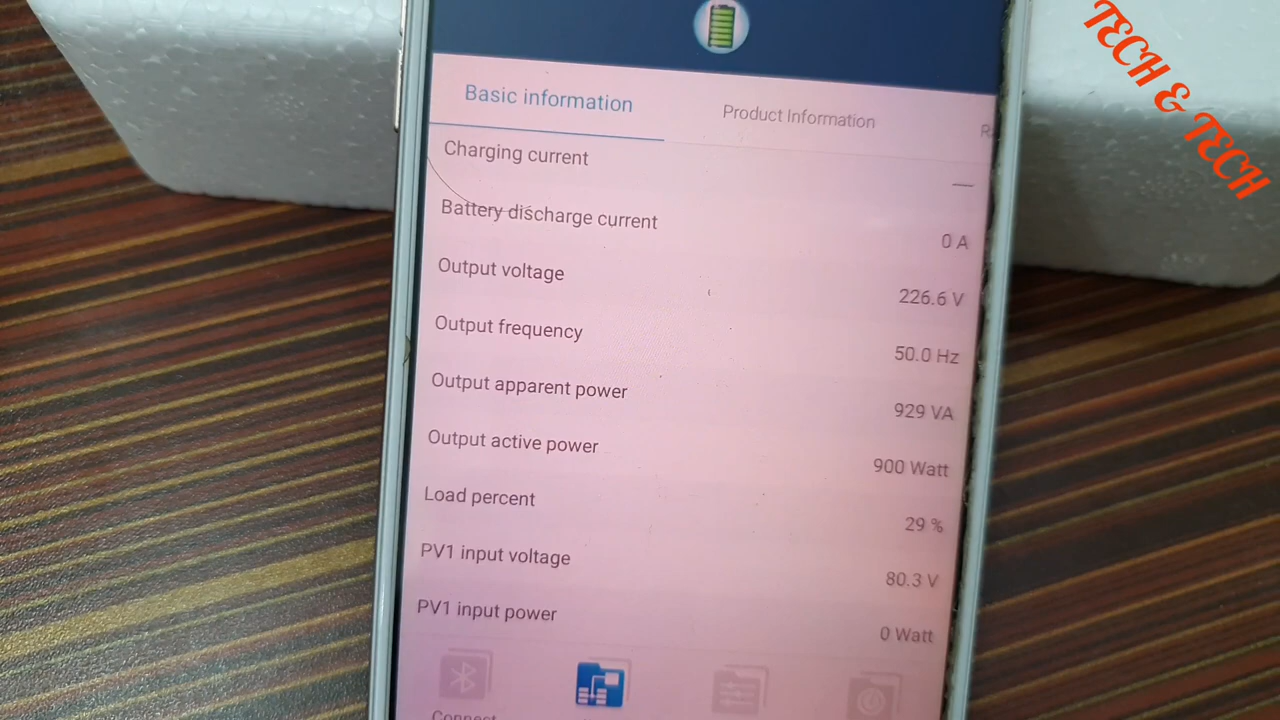 TECH & TECH
Basic information
Product Information
Charging current
—
Battery discharge current
0 A
Output voltage
226.6 V
Output frequency
50.0 Hz
Output apparent power
929 VA
Output active power
900 Watt
Load percent
29 %
PV1 input voltage
80.3 V
PV1 input power
0 Watt
Connect